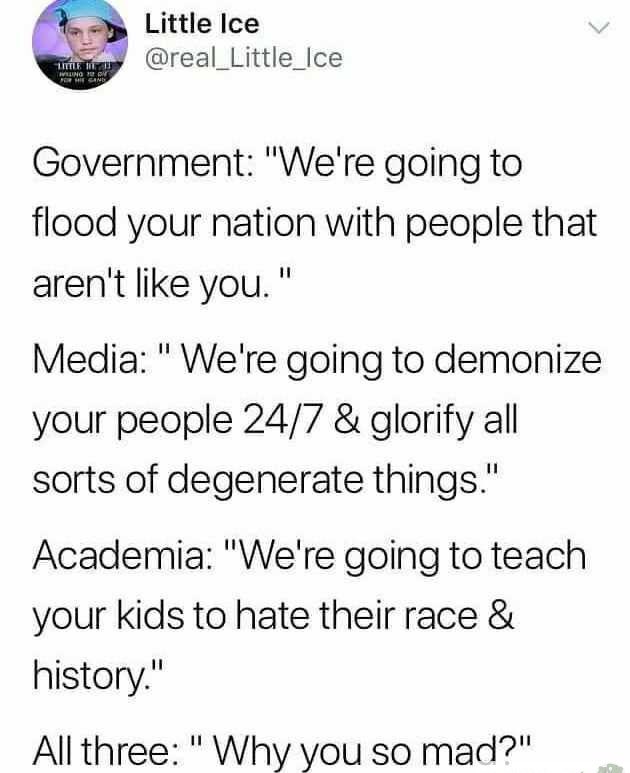 Little Ice
@real_Little_Ice
Government: "We're going to
flood your nation with people that
aren't like you. "
Media: " We're going to demonize
your people 24/7 & glorify all
sorts of degenerate things."
Academia: "We're going to teach
your kids to hate their race &
history."
All three: " Why you so mad?"